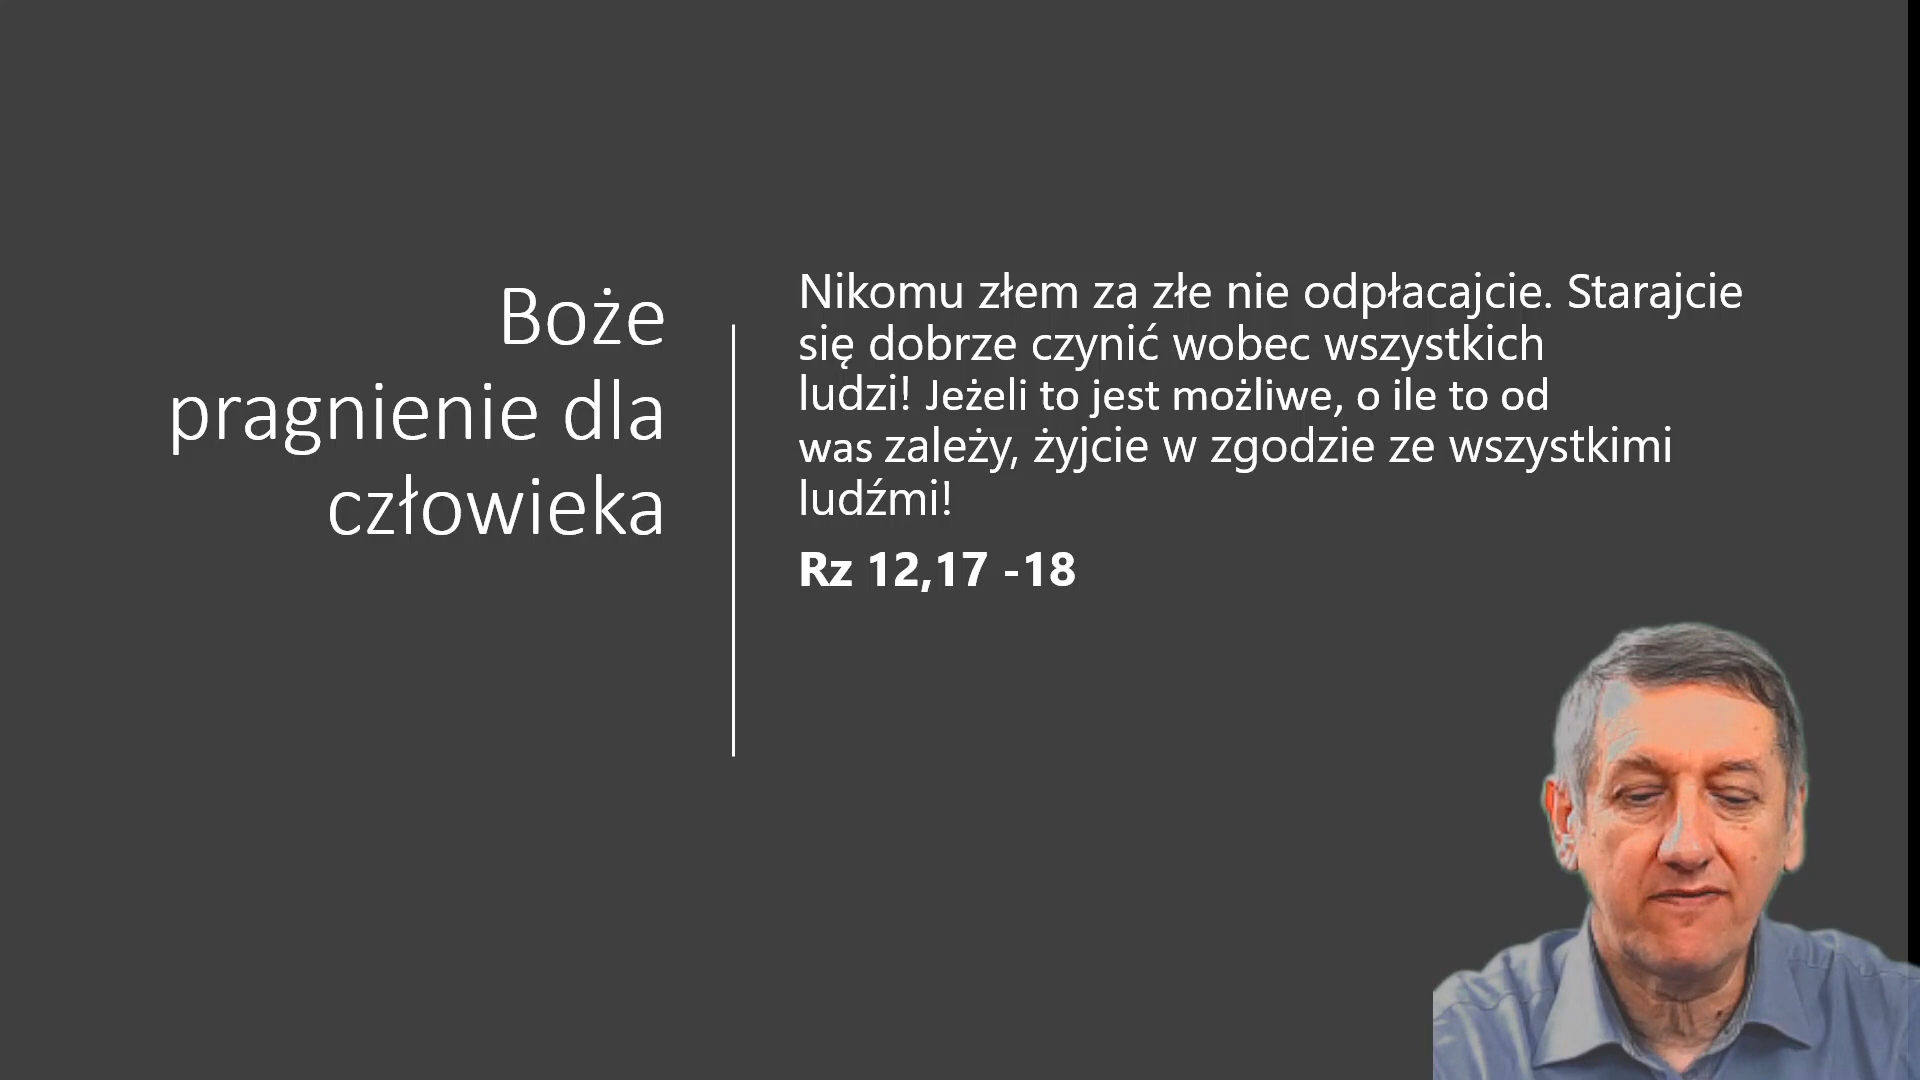 Boże
pragnienie dla
człowieka
Nikomu złem za złe nie odpłacajcie. Starajcie
się dobrze czynić wobec wszystkich
ludzi! Jeżeli to jest możliwe, o ile to od
was zależy, żyjcie w zgodzie ze wszystkimi
ludźmi!
Rz 12,17 -18